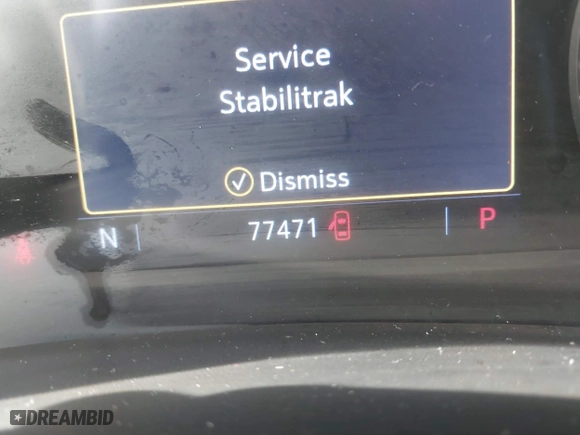 Service
Stabilitrak
Dismiss
N 77471 P
DREAMBID